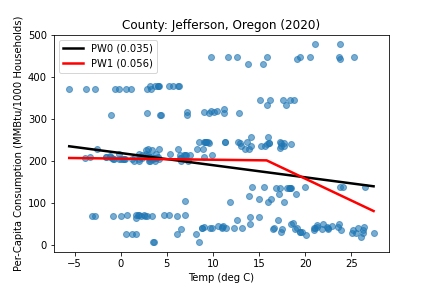 County: Jefferson, Oregon (2020)
PW0 (0.035)
PW1 (0.056)
Per-Capita Consumption (MMBtu/1000 Households)
500
400
300
200
100
0
−5
0
5
10
15
20
25
Temp (deg C)